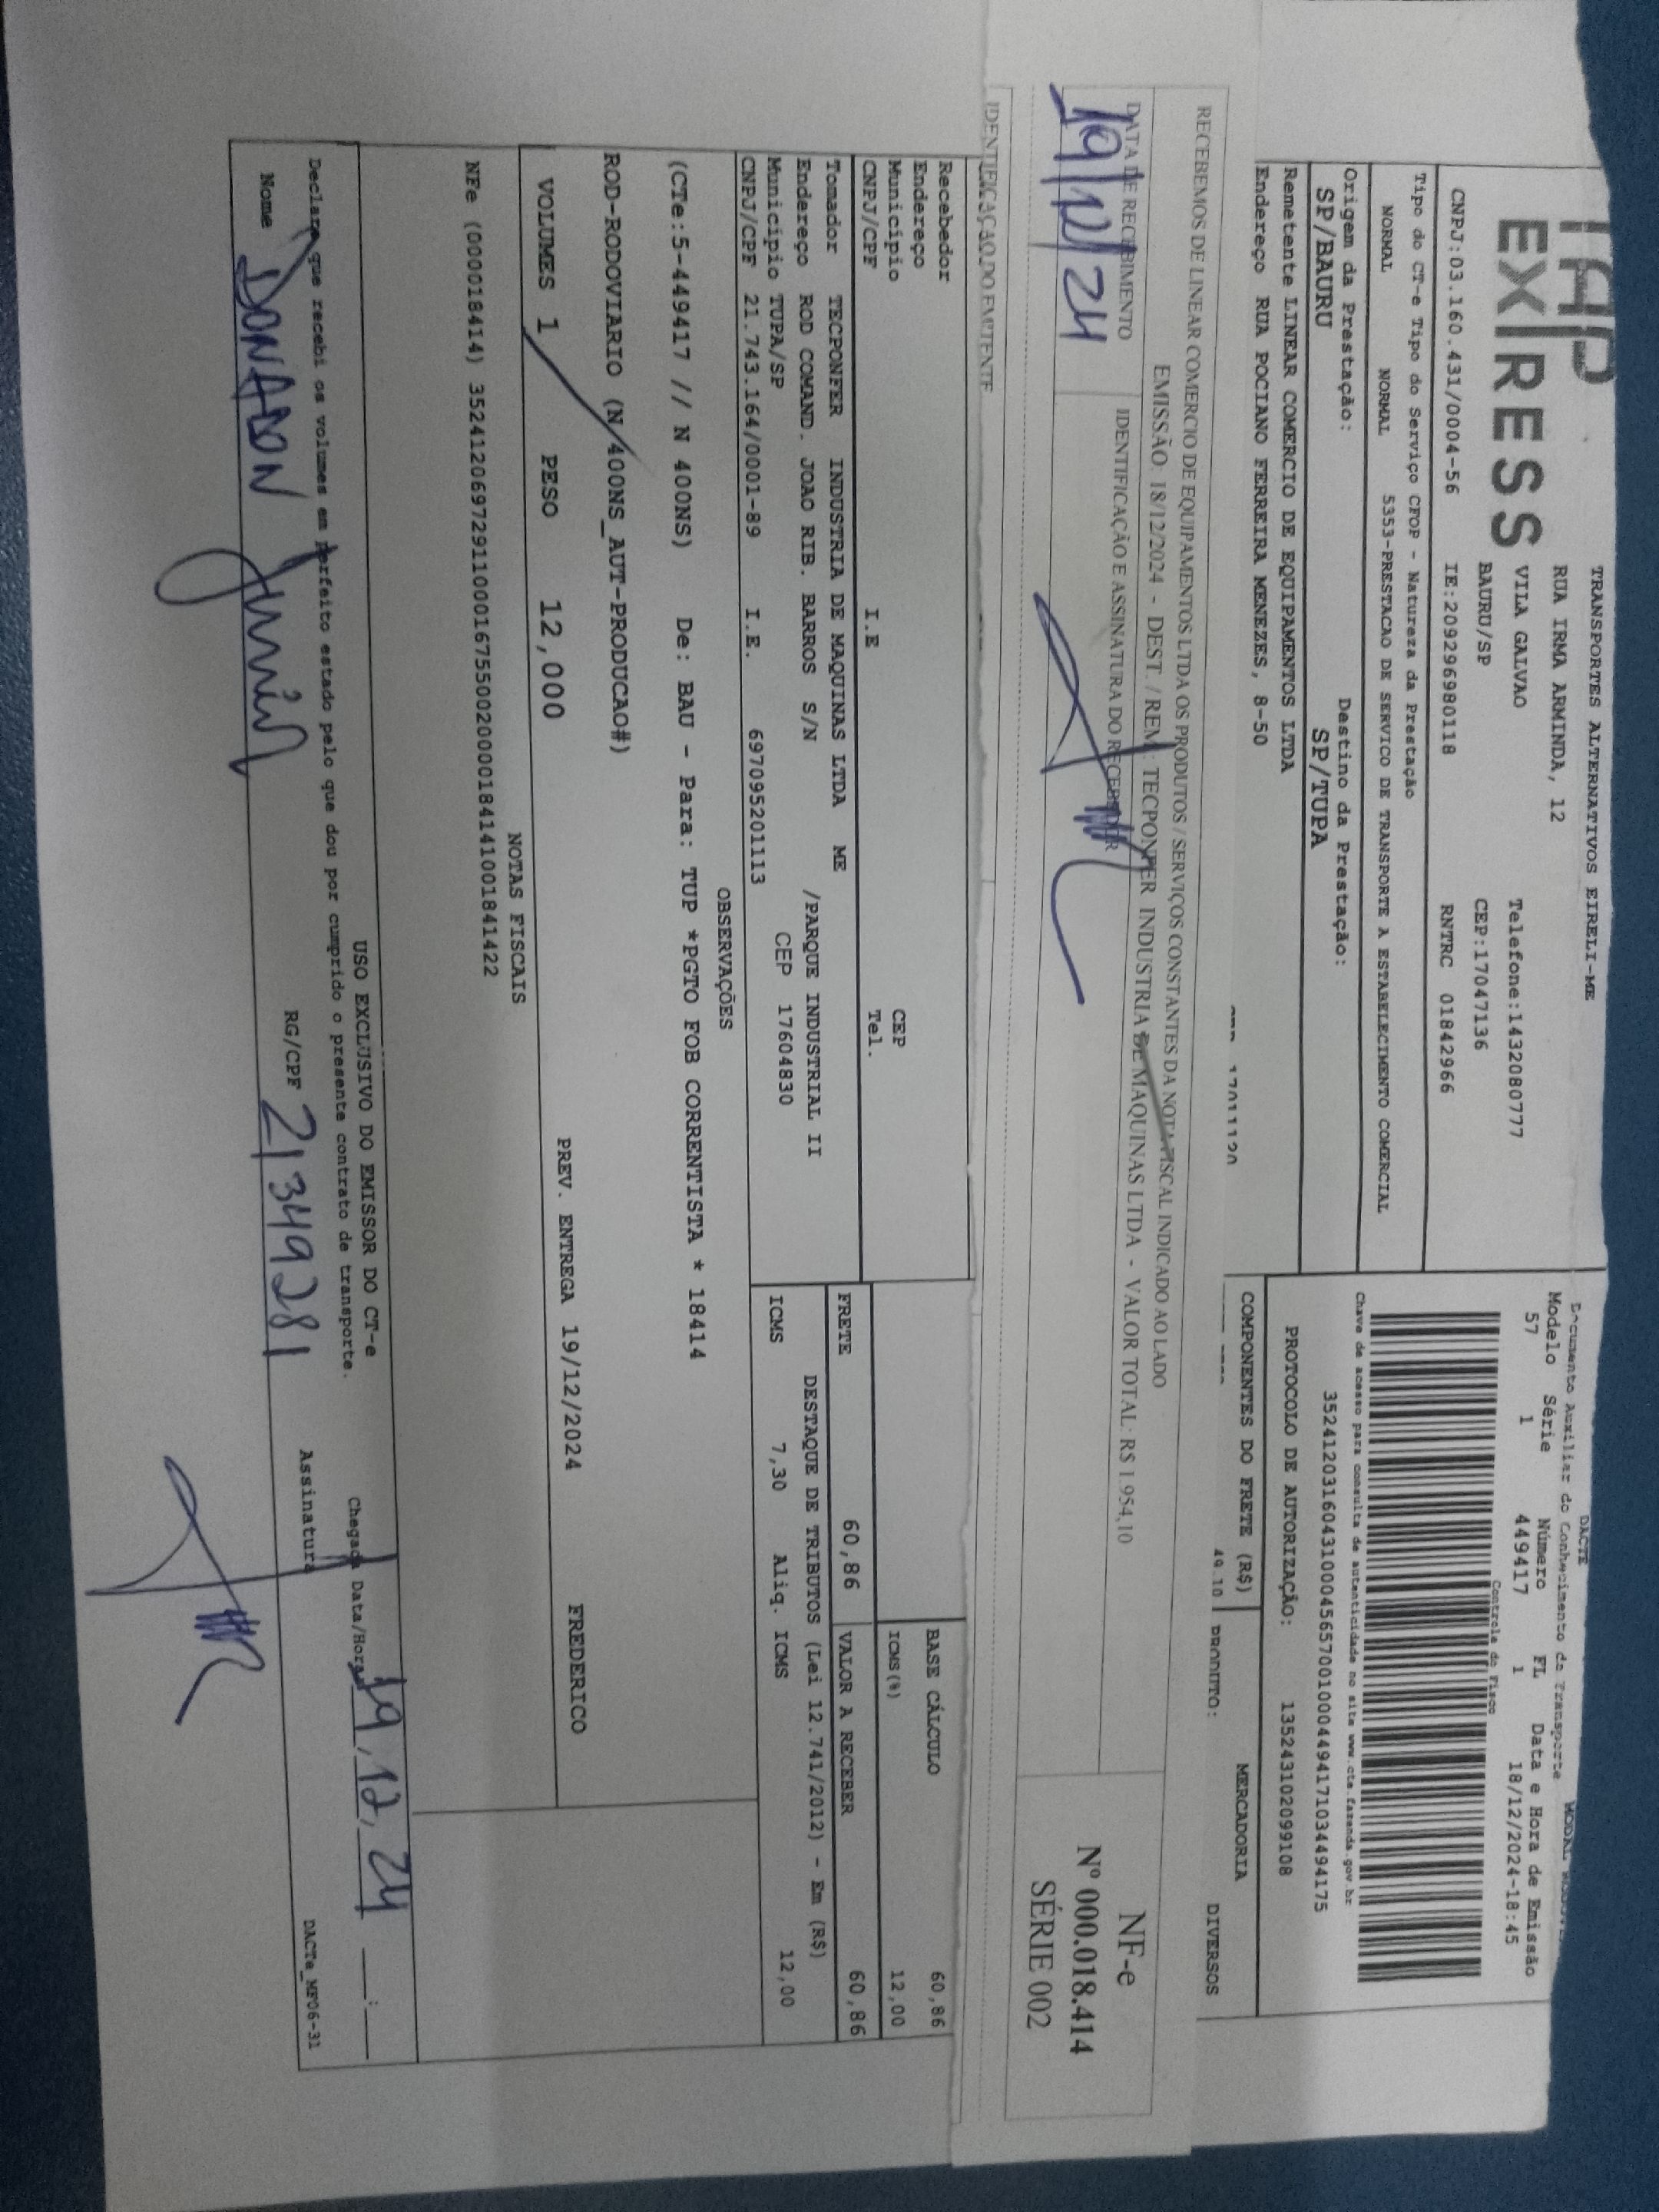 TAP
EXPRESS
TRANSPORTES ALTERNATIVOS EIRELI-ME
RUA IRMA ARMINDA, 12
VILA GALVAO Telefone:1432080777
BAURU/SP CEP:17047136
CNPJ:03.160.431/0004-56 IE:209296980118 RNTRC 01842966
Tipo do CT-e Tipo do Serviço CFOP - Natureza da Prestação
NORMAL NORMAL 5353-PRESTACAO DE SERVICO DE TRANSPORTE A ESTABELECIMENTO COMERCIAL
Origem da Prestação: Destino da Prestação:
SP/BAURU SP/TUPA
Remetente LINEAR COMERCIO DE EQUIPAMENTOS LTDA
Endereço RUA POCIANO FERREIRA MENEZES, 8-50
DACTE
Documento Auxiliar do Conhecimento de Transporte MODAL
Modelo Série Número FL Data e Hora de Emissão
57 1 449417 1 18/12/2024-18:45
Controle do Fisco
Chave de acesso para consulta de autenticidade no site www.cte.fazenda.gov.br
35241203160431000456570010004494171034494175
PROTOCOLO DE AUTORIZAÇÃO: 135243102099108
COMPONENTES DO FRETE (R$) MERCADORIA
49.10 PRODUTO: DIVERSOS
RECEBEMOS DE LINEAR COMERCIO DE EQUIPAMENTOS LTDA OS PRODUTOS / SERVIÇOS CONSTANTES DA NOTA FISCAL INDICADO AO LADO
EMISSÃO: 18/12/2024 - DEST. / REM.: TECPONFER INDUSTRIA DE MAQUINAS LTDA - VALOR TOTAL: R$ 1.954,10
DATA DE RECEBIMENTO IDENTIFICAÇÃO E ASSINATURA DO RECEBEDOR
19/12/24
NF-e
Nº 000.018.414
SÉRIE 002
IDENTIFICAÇÃO DO EMITENTE
Recebedor
Endereço
Município CEP
CNPJ/CPF I.E Tel.
Tomador TECPONFER INDUSTRIA DE MAQUINAS LTDA ME
Endereço ROD COMAND. JOAO RIB. BARROS S/N /PARQUE INDUSTRIAL II
Município TUPA/SP CEP 17604830
CNPJ/CPF 21.743.164/0001-89 I.E. 697095201113
BASE CÁLCULO 60,86
ICMS(%) 12,00
FRETE 60,86 VALOR A RECEBER 60,86
DESTAQUE DE TRIBUTOS (Lei 12.741/2012) - Em (R$)
ICMS 7,30 Aliq. ICMS 12,00
OBSERVAÇÕES
(CTe:5-449417 // N 400NS) De: BAU - Para: TUP *PGTO FOB CORRENTISTA * 18414
ROD-RODOVIARIO (N 400NS_AUT-PRODUCAO#)
VOLUMES 1 PESO 12,000 PREV. ENTREGA 19/12/2024 FREDERICO
NOTAS FISCAIS
NFe (000018414) 35241206972911000167550020000184141001841422
USO EXCLUSIVO DO EMISSOR DO CT-e
Declaro que recebi os volumes em perfeito estado pelo que dou por cumprido o presente contrato de transporte.
Chegada Data/Hora 19,12,24 __:__
Nome DONADON Junior RG/CPF 21349281 Assinatura
DACTe_MF06-31